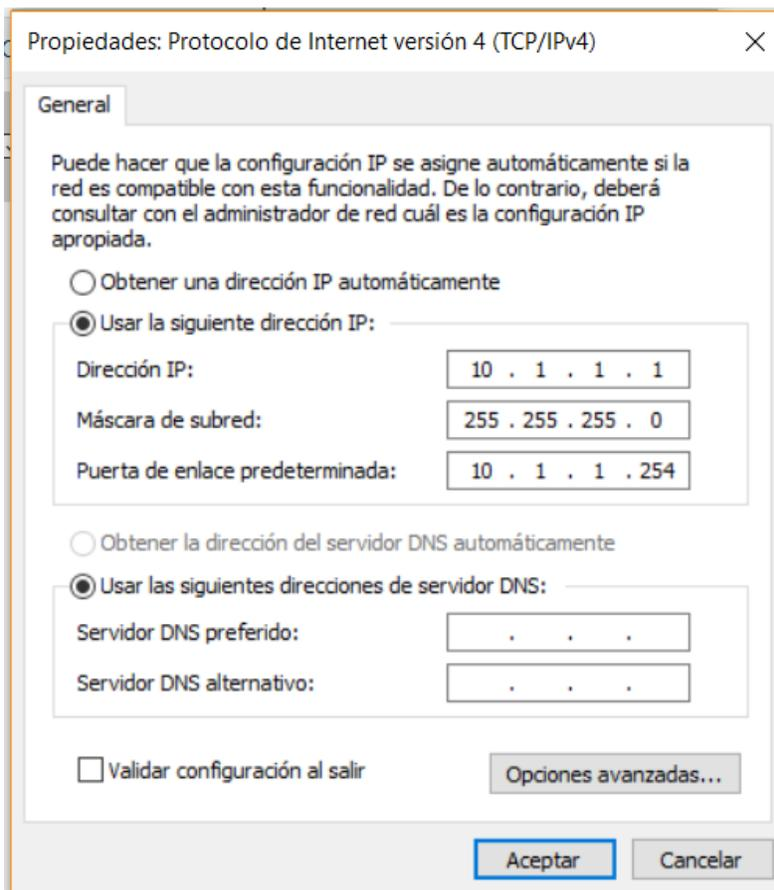 Propiedades: Protocolo de Internet versión 4 (TCP/IPv4)
General
Puede hacer que la configuración IP se asigne automáticamente si la
red es compatible con esta funcionalidad. De lo contrario, deberá
consultar con el administrador de red cuál es la configuración IP
apropiada.
Obtener una dirección IP automáticamente
Usar la siguiente dirección IP:
Dirección IP: 10 . 1 . 1 . 1
Máscara de subred: 255 . 255 . 255 . 0
Puerta de enlace predeterminada: 10 . 1 . 1 . 254
Obtener la dirección del servidor DNS automáticamente
Usar las siguientes direcciones de servidor DNS:
Servidor DNS preferido: . . .
Servidor DNS alternativo: . . .
Validar configuración al salir Opciones avanzadas...
Aceptar Cancelar